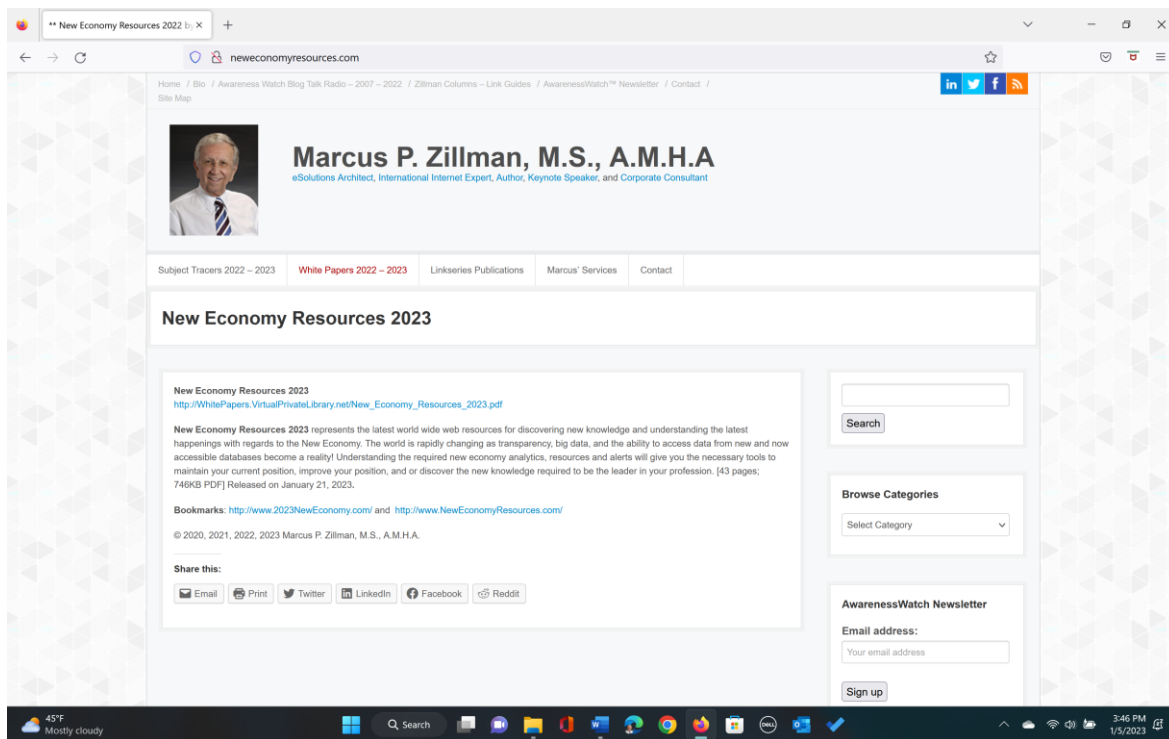 ** New Economy Resources 2022 by
neweconomyresources.com
Home / Bio / Awareness Watch Blog Talk Radio – 2007 – 2022 / Zillman Columns – Link Guides / AwarenessWatch™ Newsletter / Contact /
Site Map
Marcus P. Zillman, M.S., A.M.H.A
eSolutions Architect, International Internet Expert, Author, Keynote Speaker, and Corporate Consultant
Subject Tracers 2022 – 2023 White Papers 2022 – 2023 Linkseries Publications Marcus' Services Contact
New Economy Resources 2023
New Economy Resources 2023
http://WhitePapers.VirtualPrivateLibrary.net/New_Economy_Resources_2023.pdf
New Economy Resources 2023 represents the latest world wide web resources for discovering new knowledge and understanding the latest
happenings with regards to the New Economy. The world is rapidly changing as transparency, big data, and the ability to access data from new and now
accessible databases become a reality! Understanding the required new economy analytics, resources and alerts will give you the necessary tools to
maintain your current position, improve your position, and or discover the new knowledge required to be the leader in your profession. [43 pages;
746KB PDF] Released on January 21, 2023.
Bookmarks: http://www.2023NewEconomy.com/ and http://www.NewEconomyResources.com/
© 2020, 2021, 2022, 2023 Marcus P. Zillman, M.S., A.M.H.A.
Share this:
Email Print Twitter LinkedIn Facebook Reddit
Search
Browse Categories
Select Category
AwarenessWatch Newsletter
Email address:
Your email address
Sign up
45°F
Mostly cloudy
Search
DELL
3:46 PM
1/5/2023